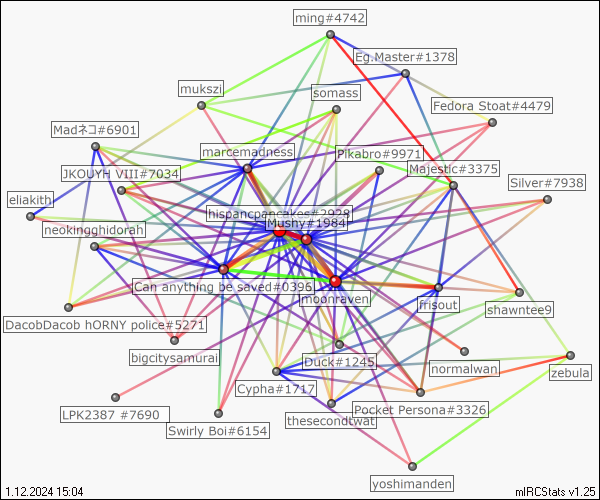 ming#4742
Eg.Master#1378
mukszi
somass
Fedora Stoat#4479
Madネコ#6901
marcemadness
Pikabro#9971
Majestic#3375
JKOUYH VIII#7034
Silver#7938
eliakith
hispancpancakes#2928
Mushy#1984
neckingghidorah
Can anything be saved#0396
moonraven
frisout
shawntee9
DacobDacob hORNY police#5271
bigcitysamurai
Duck#1245
normalwan
zebula
Cypha#1717
LPK2387 #7690
Pocket Persona#3326
thesecondtwat
Swirly Boi#6154
yoshimanden
1.12.2024 15:04
mIRCStats v1.25